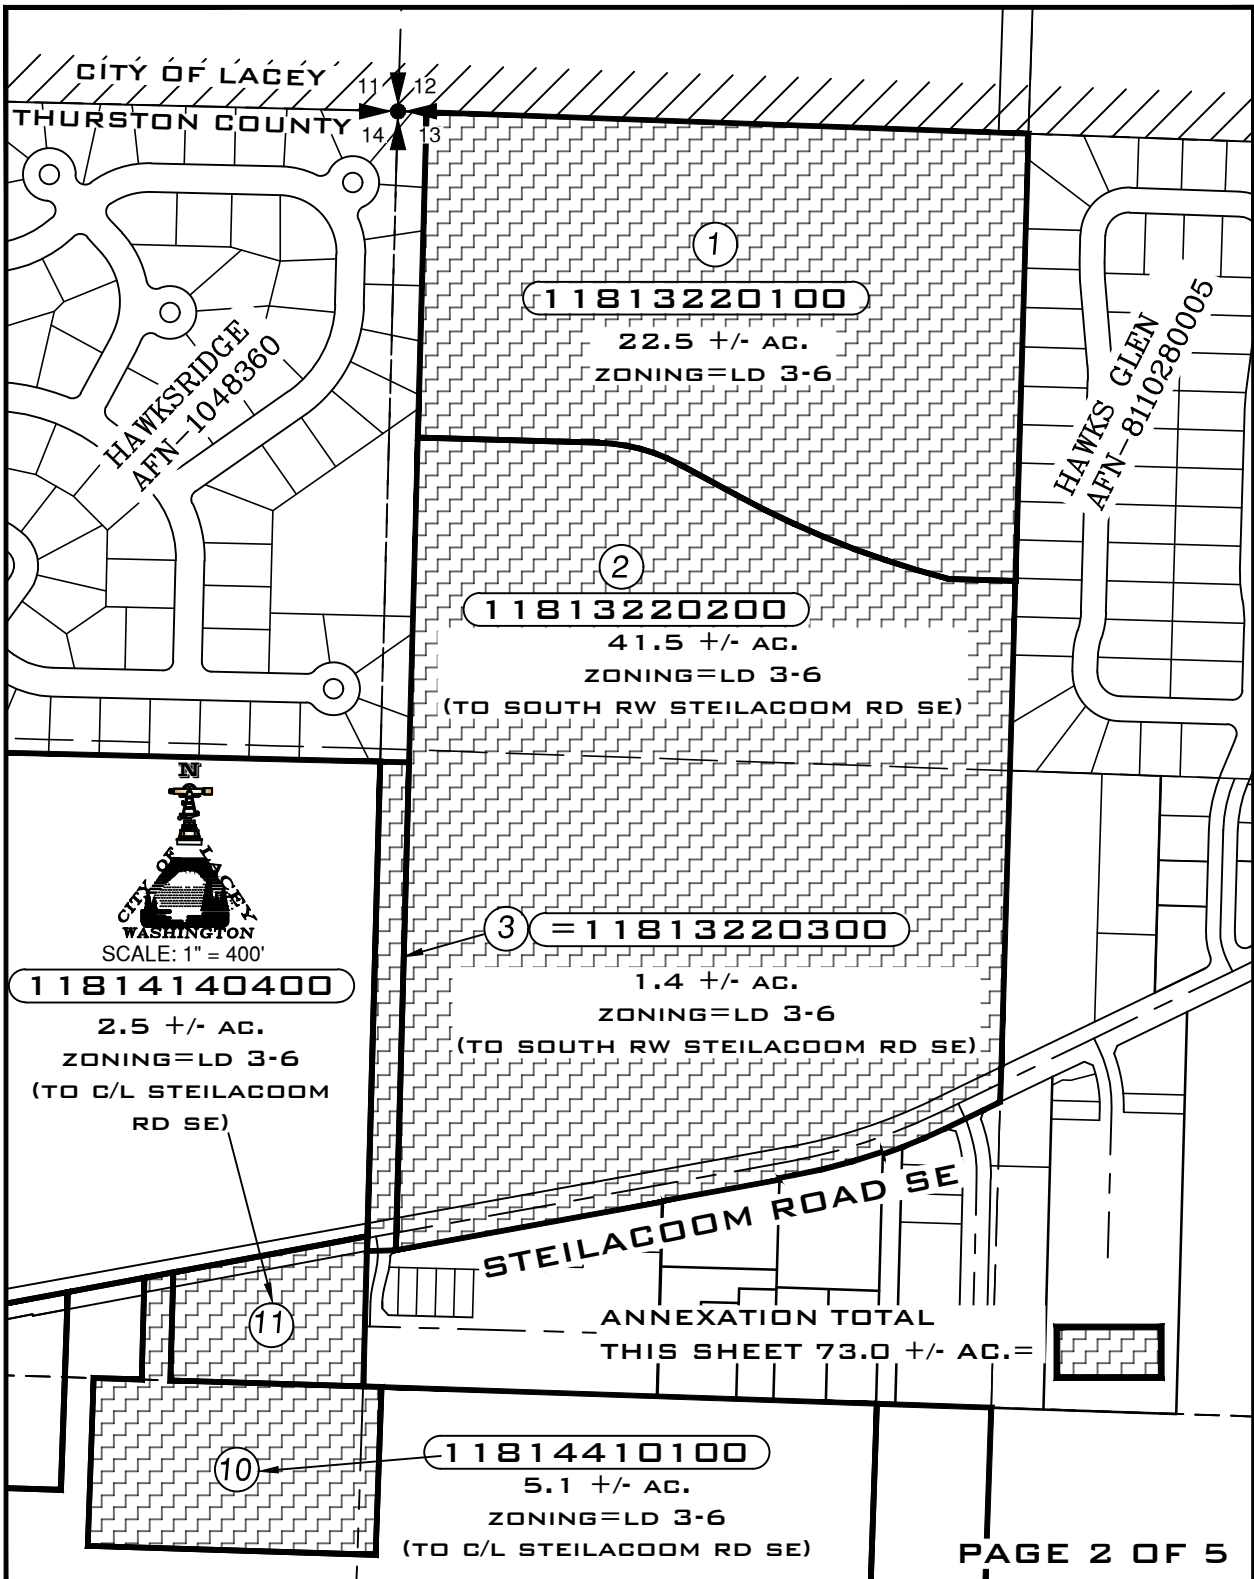 CITY OF LACEY
THURSTON COUNTY
11
12
14
13
HAWKSRIDGE
AFN-1048360
HAWKS GLEN
AFN-8110280005
1
11813220100
22.5 +/- AC.
ZONING=LD 3-6
2
11813220200
41.5 +/- AC.
ZONING=LD 3-6
(TO SOUTH RW STEILACOOM RD SE)
N
CITY OF LACEY
WASHINGTON
SCALE: 1" = 400'
3
=11813220300
1.4 +/- AC.
ZONING=LD 3-6
(TO SOUTH RW STEILACOOM RD SE)
11814140400
2.5 +/- AC.
ZONING=LD 3-6
(TO C/L STEILACOOM
RD SE)
STEILACOOM ROAD SE
11
ANNEXATION TOTAL
THIS SHEET 73.0 +/- AC.=
10
11814410100
5.1 +/- AC.
ZONING=LD 3-6
(TO C/L STEILACOOM RD SE)
PAGE 2 OF 5